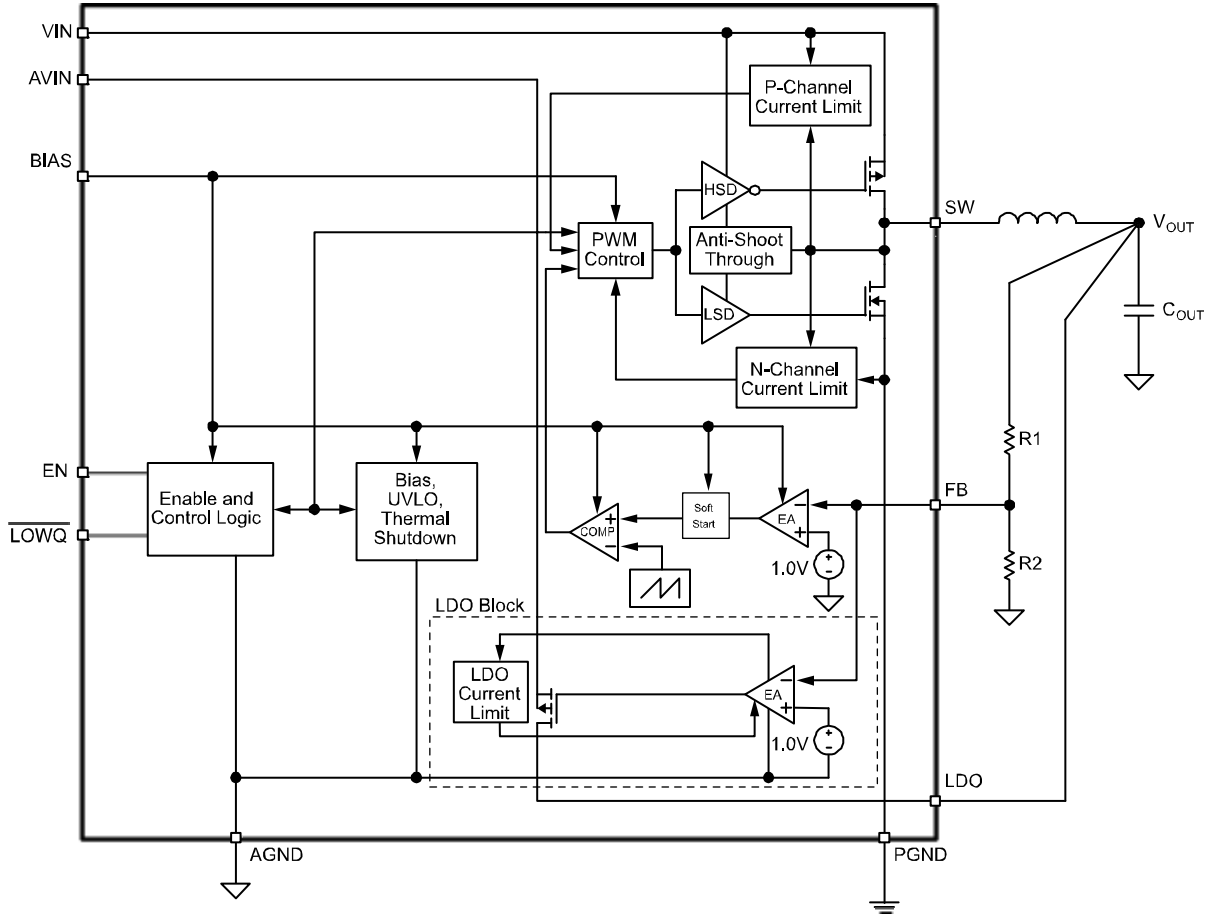 VIN
AVIN
P-Channel
Current Limit
BIAS
HSD
SW
PWM
Control
Anti-Shoot
Through
VOUT
LSD
COUT
N-Channel
Current Limit
R1
EN
LOWQ
Enable and
Control Logic
Bias,
UVLO,
Thermal
Shutdown
COMP
+
−
Soft
Start
EA
−
+
FB
1.0V
+
−
R2
LDO Block
LDO
Current
Limit
EA
−
+
1.0V
+
−
LDO
AGND
PGND